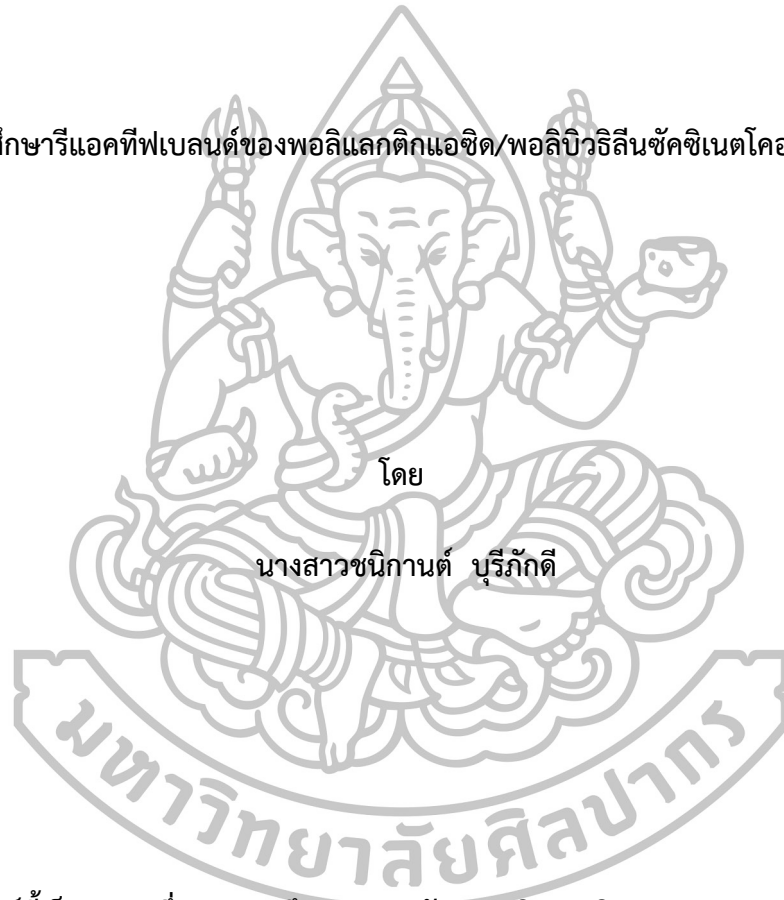 ศึกษารีแอคทีฟเบลนด์ของพอลิแลกติกแอซิด/พอลิบิวธิลีนซัคซิเนตโคอ
โดย
นางสาวชนิกานต์ บุรีภักดี
มหาวิทยาลัยศิลปากร